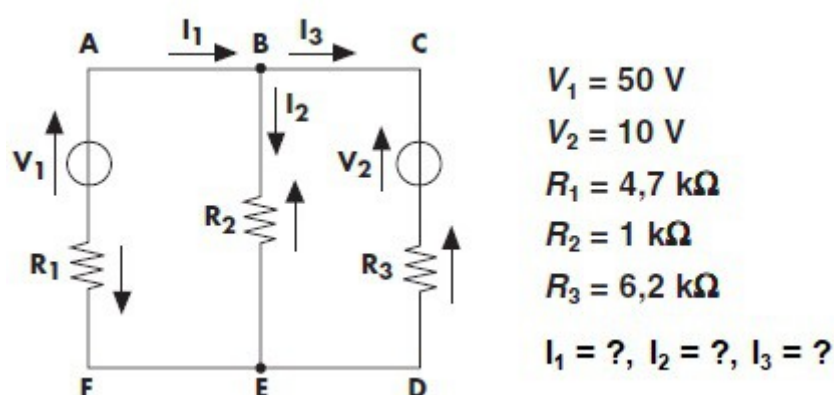 A I₁ B I₃ C
I₂
V₁ V₂
R₂
R₁ R₃
F E D
V₁ = 50 V
V₂ = 10 V
R₁ = 4,7 kΩ
R₂ = 1 kΩ
R₃ = 6,2 kΩ
I₁ = ?, I₂ = ?, I₃ = ?